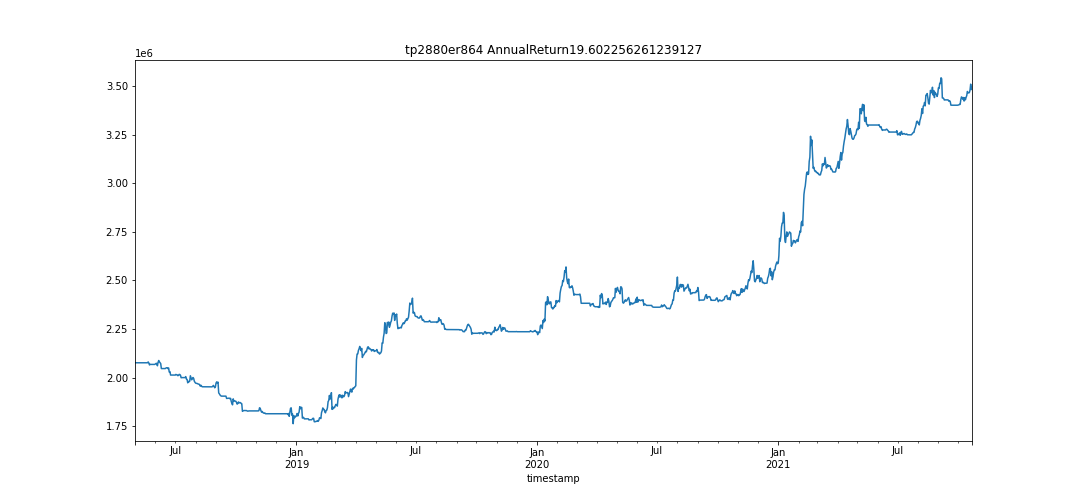 tp2880er864 AnnualReturn19.602256261239127
1e6
3.50
3.25
3.00
2.75
2.50
2.25
2.00
1.75
Jul Jan Jul Jan Jul Jan Jul
2019 2020 2021
timestamp